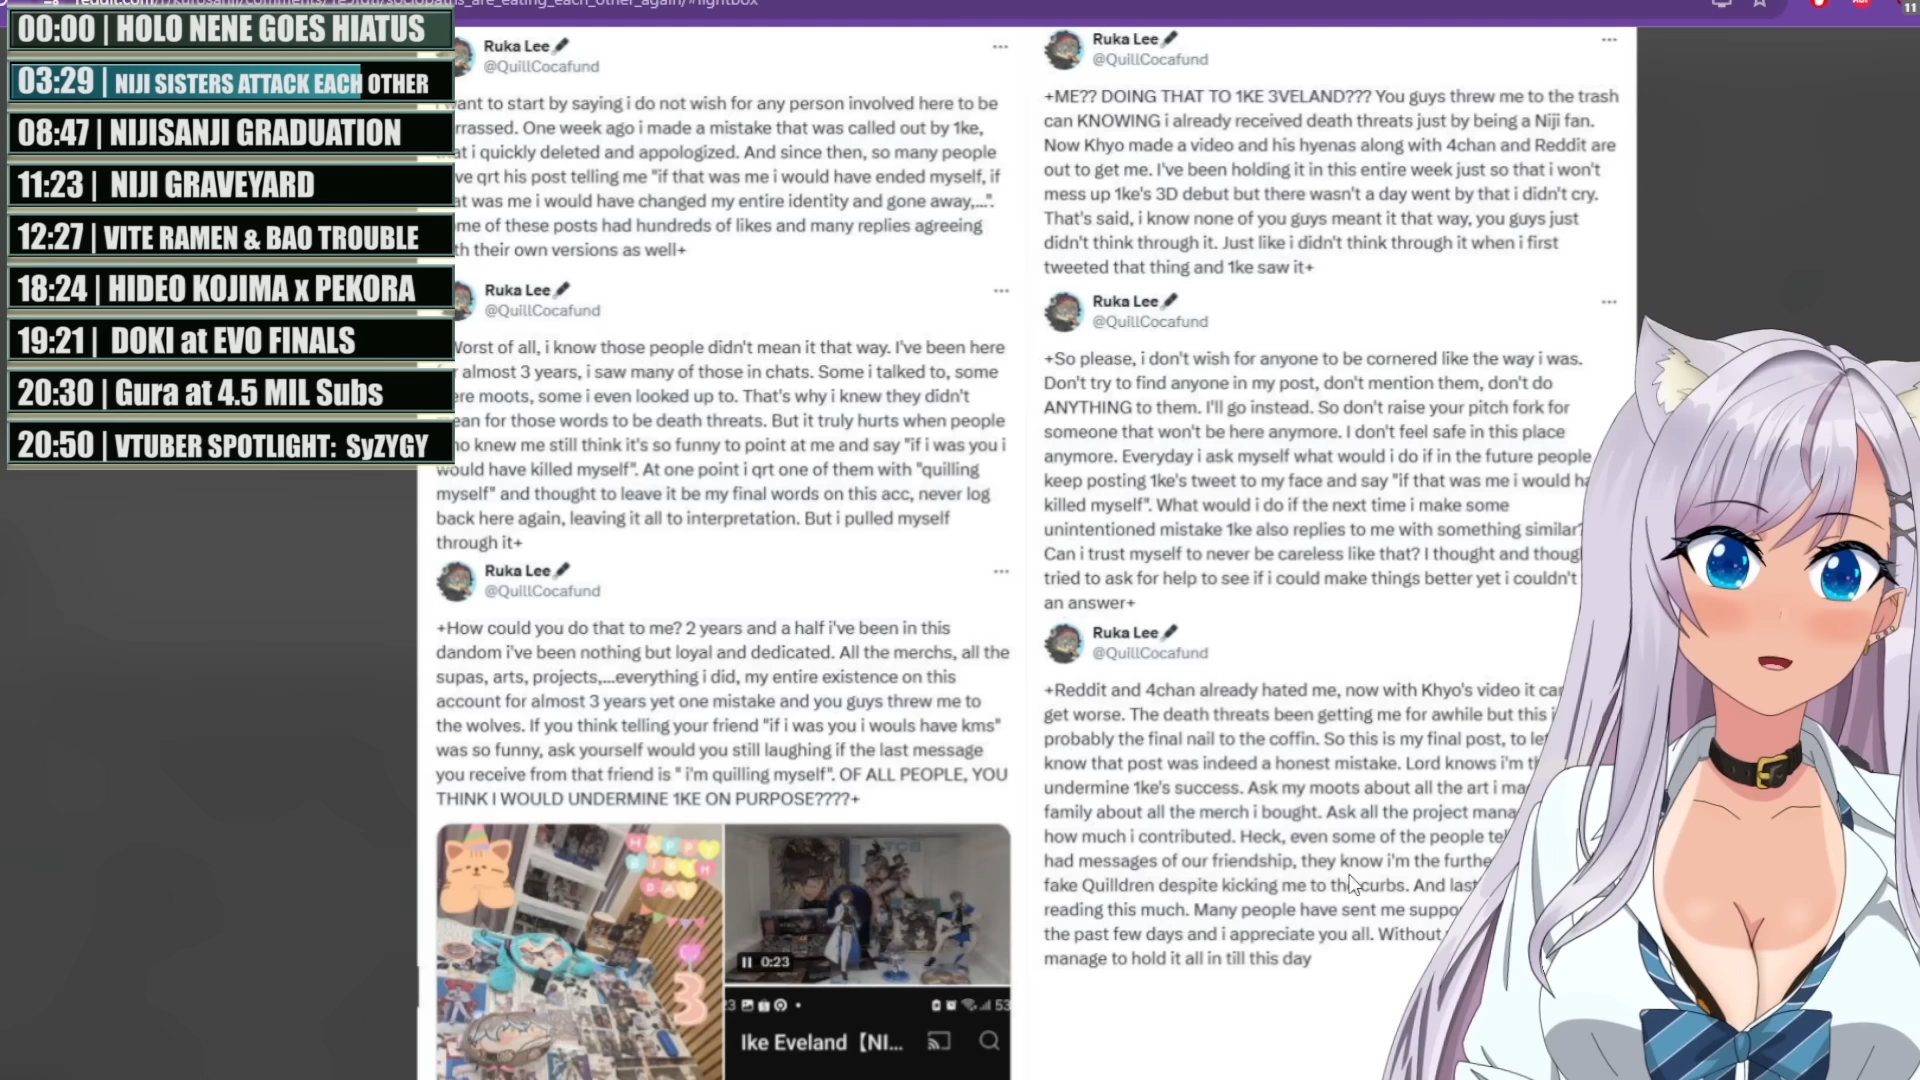 reddit.com/r/kurosanji/comments/1e5fdti/sociopaths_are_eating_each_other_again/#lightbox
11
00:00 | HOLO NENE GOES HIATUS
03:29 | NIJI SISTERS ATTACK EACH OTHER
08:47 | NIJISANJI GRADUATION
11:23 | NIJI GRAVEYARD
12:27 | VITE RAMEN & BAO TROUBLE
18:24 | HIDEO KOJIMA x PEKORA
19:21 | DOKI at EVO FINALS
20:30 | Gura at 4.5 MIL Subs
20:50 | VTUBER SPOTLIGHT: SyZYGY
Ruka Lee
@QuillCocafund
want to start by saying i do not wish for any person involved here to be
rrassed. One week ago i made a mistake that was called out by 1ke,
at i quickly deleted and appologized. And since then, so many people
ve qrt his post telling me "if that was me i would have ended myself, if
at was me i would have changed my entire identity and gone away,...".
me of these posts had hundreds of likes and many replies agreeing
th their own versions as well+
Ruka Lee
@QuillCocafund
Worst of all, i know those people didn't mean it that way. I've been here
r almost 3 years, i saw many of those in chats. Some i talked to, some
ere moots, some i even looked up to. That's why i knew they didn't
ean for those words to be death threats. But it truly hurts when people
ho knew me still think it's so funny to point at me and say "if i was you i
would have killed myself". At one point i qrt one of them with "quilling
myself" and thought to leave it be my final words on this acc, never log
back here again, leaving it all to interpretation. But i pulled myself
through it+
Ruka Lee
@QuillCocafund
+How could you do that to me? 2 years and a half i've been in this
dandom i've been nothing but loyal and dedicated. All the merchs, all the
supas, arts, projects,...everything i did, my entire existence on this
account for almost 3 years yet one mistake and you guys threw me to
the wolves. If you think telling your friend "if i was you i wouls have kms"
was so funny, ask yourself would you still laughing if the last message
you receive from that friend is " i'm quilling myself". OF ALL PEOPLE, YOU
THINK I WOULD UNDERMINE 1KE ON PURPOSE????+
HAPPY
BIRTH
DAY
3
0:23
53
Ike Eveland【NI...
Ruka Lee
@QuillCocafund
+ME?? DOING THAT TO 1KE 3VELAND??? You guys threw me to the trash
can KNOWING i already received death threats just by being a Niji fan.
Now Khyo made a video and his hyenas along with 4chan and Reddit are
out to get me. I've been holding it in this entire week just so that i won't
mess up 1ke's 3D debut but there wasn't a day went by that i didn't cry.
That's said, i know none of you guys meant it that way, you guys just
didn't think through it. Just like i didn't think through it when i first
tweeted that thing and 1ke saw it+
Ruka Lee
@QuillCocafund
+So please, i don't wish for anyone to be cornered like the way i was.
Don't try to find anyone in my post, don't mention them, don't do
ANYTHING to them. I'll go instead. So don't raise your pitch fork for
someone that won't be here anymore. I don't feel safe in this place
anymore. Everyday i ask myself what would i do if in the future people
keep posting 1ke's tweet to my face and say "if that was me i would ha
killed myself". What would i do if the next time i make some
unintentioned mistake 1ke also replies to me with something similar?
Can i trust myself to never be careless like that? I thought and though
tried to ask for help to see if i could make things better yet i couldn't
an answer+
Ruka Lee
@QuillCocafund
+Reddit and 4chan already hated me, now with Khyo's video it can
get worse. The death threats been getting me for awhile but this i
probably the final nail to the coffin. So this is my final post, to let
know that post was indeed a honest mistake. Lord knows i'm th
undermine 1ke's success. Ask my moots about all the art i ma
family about all the merch i bought. Ask all the project mana
how much i contributed. Heck, even some of the people tel
had messages of our friendship, they know i'm the furthe
fake Quilldren despite kicking me to the curbs. And last
reading this much. Many people have sent me suppo
the past few days and i appreciate you all. Without
manage to hold it all in till this day